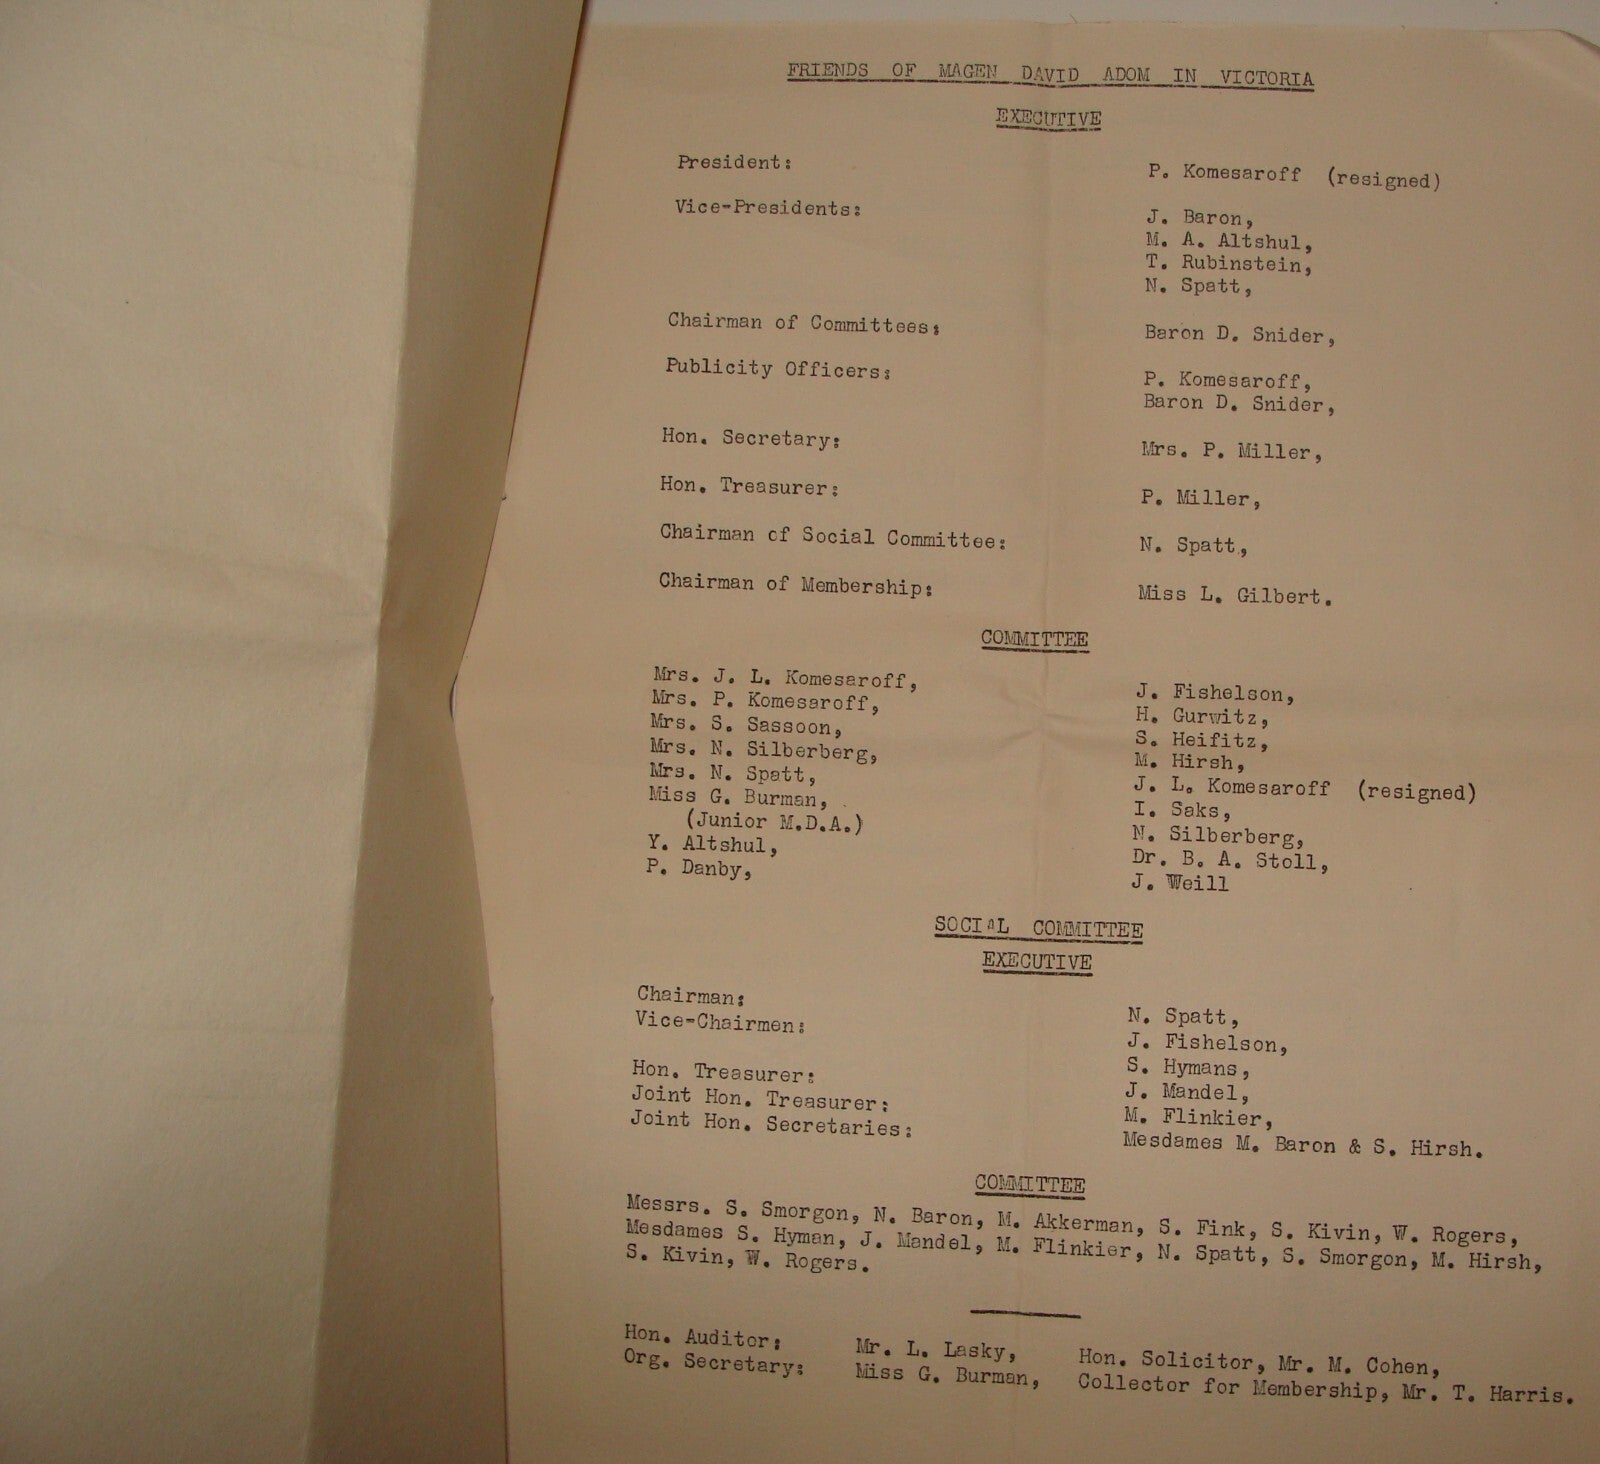 FRIENDS OF MAGEN DAVID ADOM IN VICTORIA
EXECUTIVE
President: P. Komesaroff (resigned)
Vice-Presidents: J. Baron,
M. A. Altshul,
T. Rubinstein,
N. Spatt,
Chairman of Committees: Baron D. Snider,
Publicity Officers: P. Komesaroff,
Baron D. Snider,
Hon. Secretary: Mrs. P. Miller,
Hon. Treasurer: P. Miller,
Chairman of Social Committee: N. Spatt,
Chairman of Membership: Miss L. Gilbert.
COMMITTEE
Mrs. J. L. Komesaroff,
Mrs. P. Komesaroff,
Mrs. S. Sassoon,
Mrs. N. Silberberg,
Mrs. N. Spatt,
Miss G. Burman,
(Junior M.D.A.)
Y. Altshul,
P. Danby,
J. Fishelson,
H. Gurwitz,
S. Heifitz,
M. Hirsh,
J. L. Komesaroff (resigned)
I. Saks,
N. Silberberg,
Dr. B. A. Stoll,
J. Weill
SOCIAL COMMITTEE
EXECUTIVE
Chairman: N. Spatt,
Vice-Chairmen: J. Fishelson,
S. Hymans,
Hon. Treasurer: J. Mandel,
Joint Hon. Treasurer: M. Flinkier,
Joint Hon. Secretaries: Mesdames M. Baron & S. Hirsh.
COMMITTEE
Messrs. S. Smorgon, N. Baron, M. Akkerman, S. Fink, S. Kivin, W. Rogers,
Mesdames S. Hyman, J. Mandel, M. Flinkier, N. Spatt, S. Smorgon, M. Hirsh,
S. Kivin, W. Rogers.
Hon. Auditor: Mr. L. Lasky, Hon. Solicitor, Mr. M. Cohen,
Org. Secretary: Miss G. Burman, Collector for Membership, Mr. T. Harris.